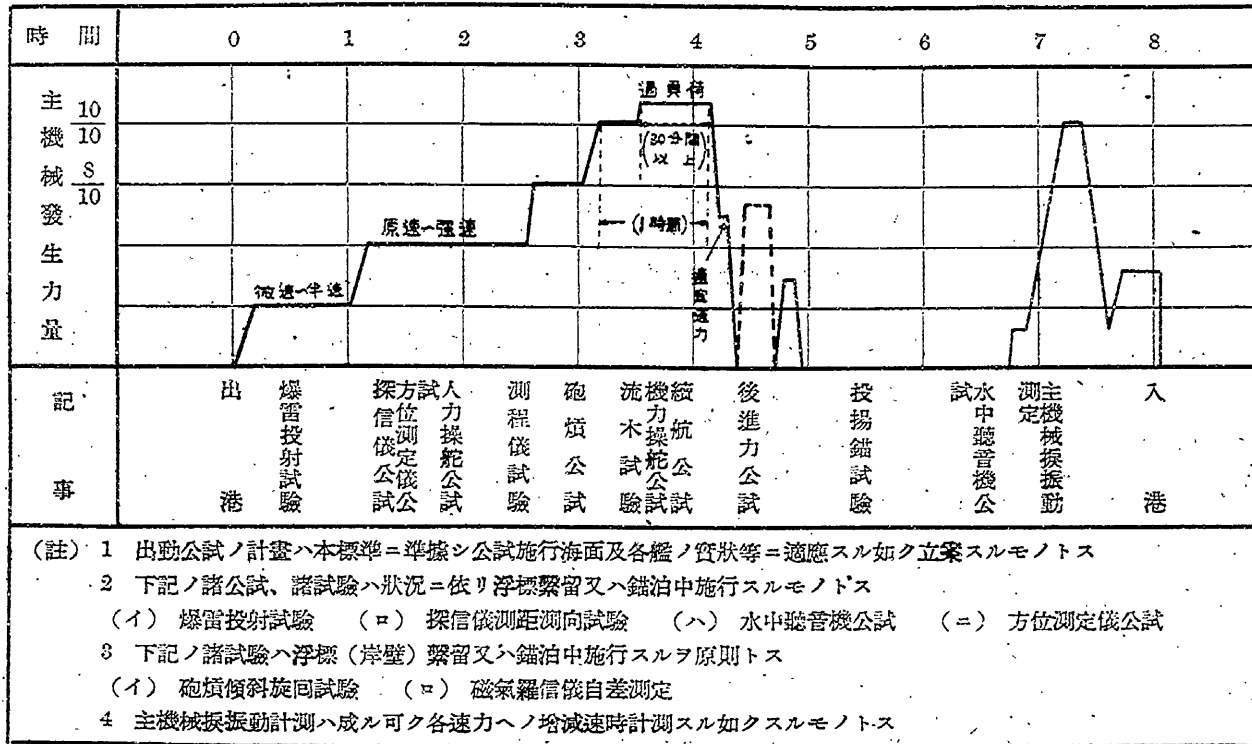 時間 0 1 2 3 4 5 6 7 8
主機械發生力量
10/10
8/10
過負荷
(30分間以上)
(1時間)
原速~强速
微速~半速
過百速力
記事
出港
爆雷投射試驗
探信儀公試
方位測定儀公試
人力操舵公試
測程儀試驗
砲熕公試
流木試驗
機力操舵公試
續航公試
後進力公試
投揚錨試驗
水中聽音機公試
主機械捩振動測定
入港
(註) 1 出動公試ノ計畫ハ本標準ニ準據シ公試施行海面及各艦ノ實狀等ニ適應スル如ク立案スルモノトス
2 下記ノ諸公試、諸試驗ハ狀況ニ依リ浮標繫留又ハ錨泊中施行スルモノトス
(イ) 爆雷投射試驗 (ロ) 探信儀測距測向試驗 (ハ) 水中聽音機公試 (ニ) 方位測定儀公試
3 下記ノ諸試驗ハ浮標(岸壁)繫留又ハ錨泊中施行スルヲ原則トス
(イ) 砲熕傾斜旋回試驗 (ロ) 磁氣羅信儀自差測定
4 主機械捩振動計測ハ成ル可ク各速力ヘノ增減速時計測スル如クスルモノトス